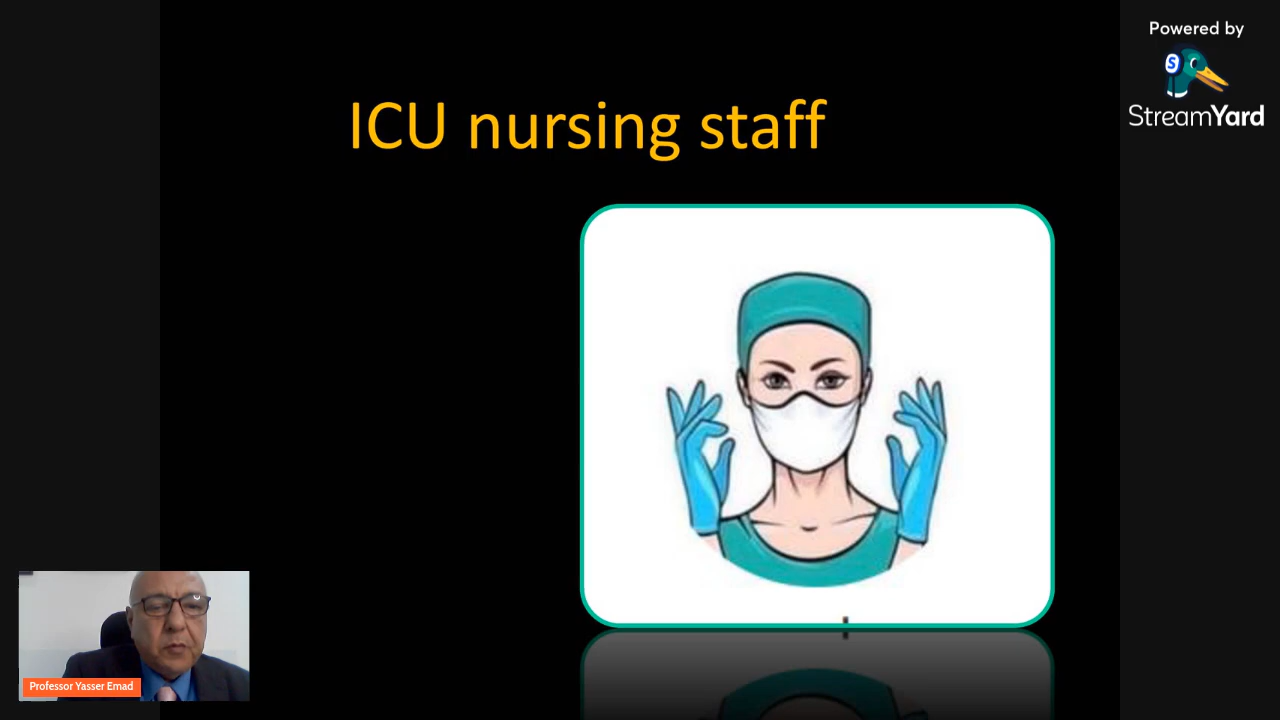 Powered by
S
StreamYard
ICU nursing staff
Professor Yasser Emad